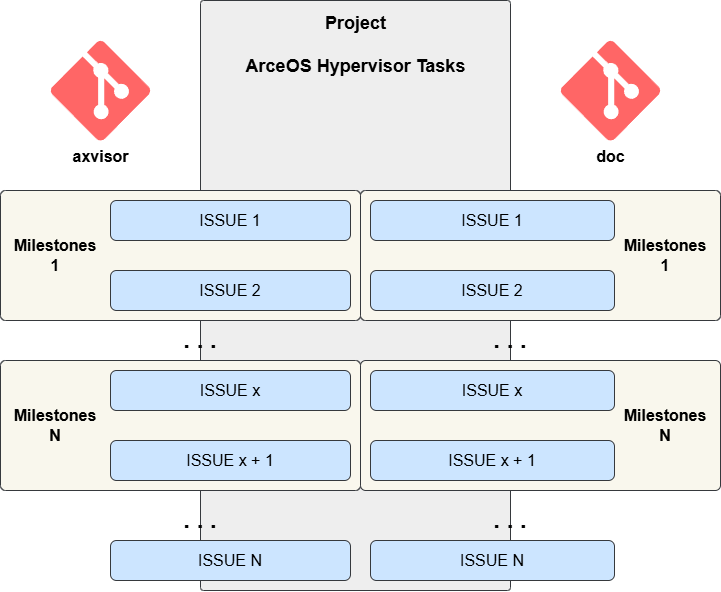 Project
ArceOS Hypervisor Tasks
axvisor
doc
Milestones
1
ISSUE 1
ISSUE 2
ISSUE 1
ISSUE 2
Milestones
1
. . .
. . .
Milestones
N
ISSUE x
ISSUE x + 1
ISSUE x
ISSUE x + 1
Milestones
N
. . .
. . .
ISSUE N
ISSUE N